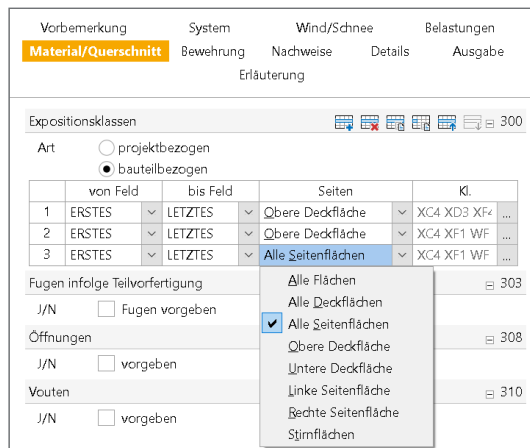 Vorbemerkung System Wind/Schnee Belastungen
Material/Querschnitt Bewehrung Nachweise Details Ausgabe
Erläuterung
Expositionsklassen 300
Art projektbezogen
bauteilbezogen
von Feld bis Feld Seiten Kl.
1 ERSTES LETZTES Obere Deckfläche XC4 XD3 XF4 ...
2 ERSTES LETZTES Obere Deckfläche XC4 XF1 WF ...
3 ERSTES LETZTES Alle Seitenflächen XC4 XF1 WF ...
Fugen infolge Teilvorfertigung 303
J/N Fugen vorgeben
Öffnungen 308
J/N vorgeben
Vouten 310
J/N vorgeben
Alle Flächen
Alle Deckflächen
Alle Seitenflächen
Obere Deckfläche
Untere Deckfläche
Linke Seitenfläche
Rechte Seitenfläche
Stirnflächen